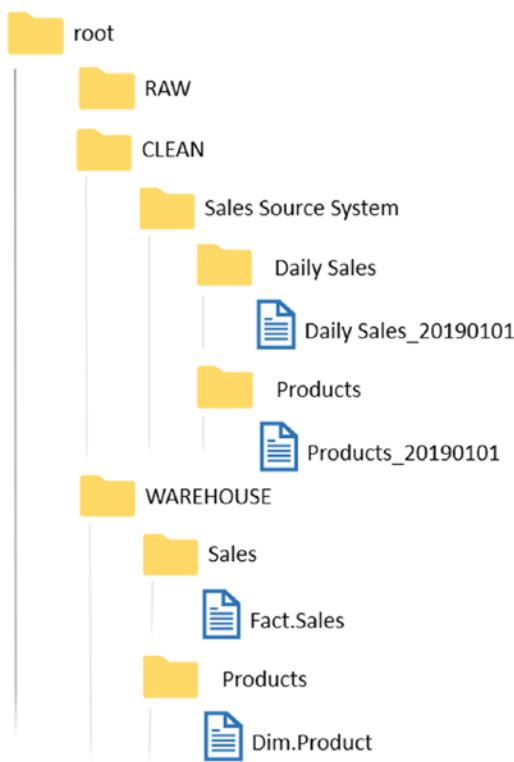 root
RAW
CLEAN
Sales Source System
Daily Sales
Daily Sales_20190101
Products
Products_20190101
WAREHOUSE
Sales
Fact.Sales
Products
Dim.Product